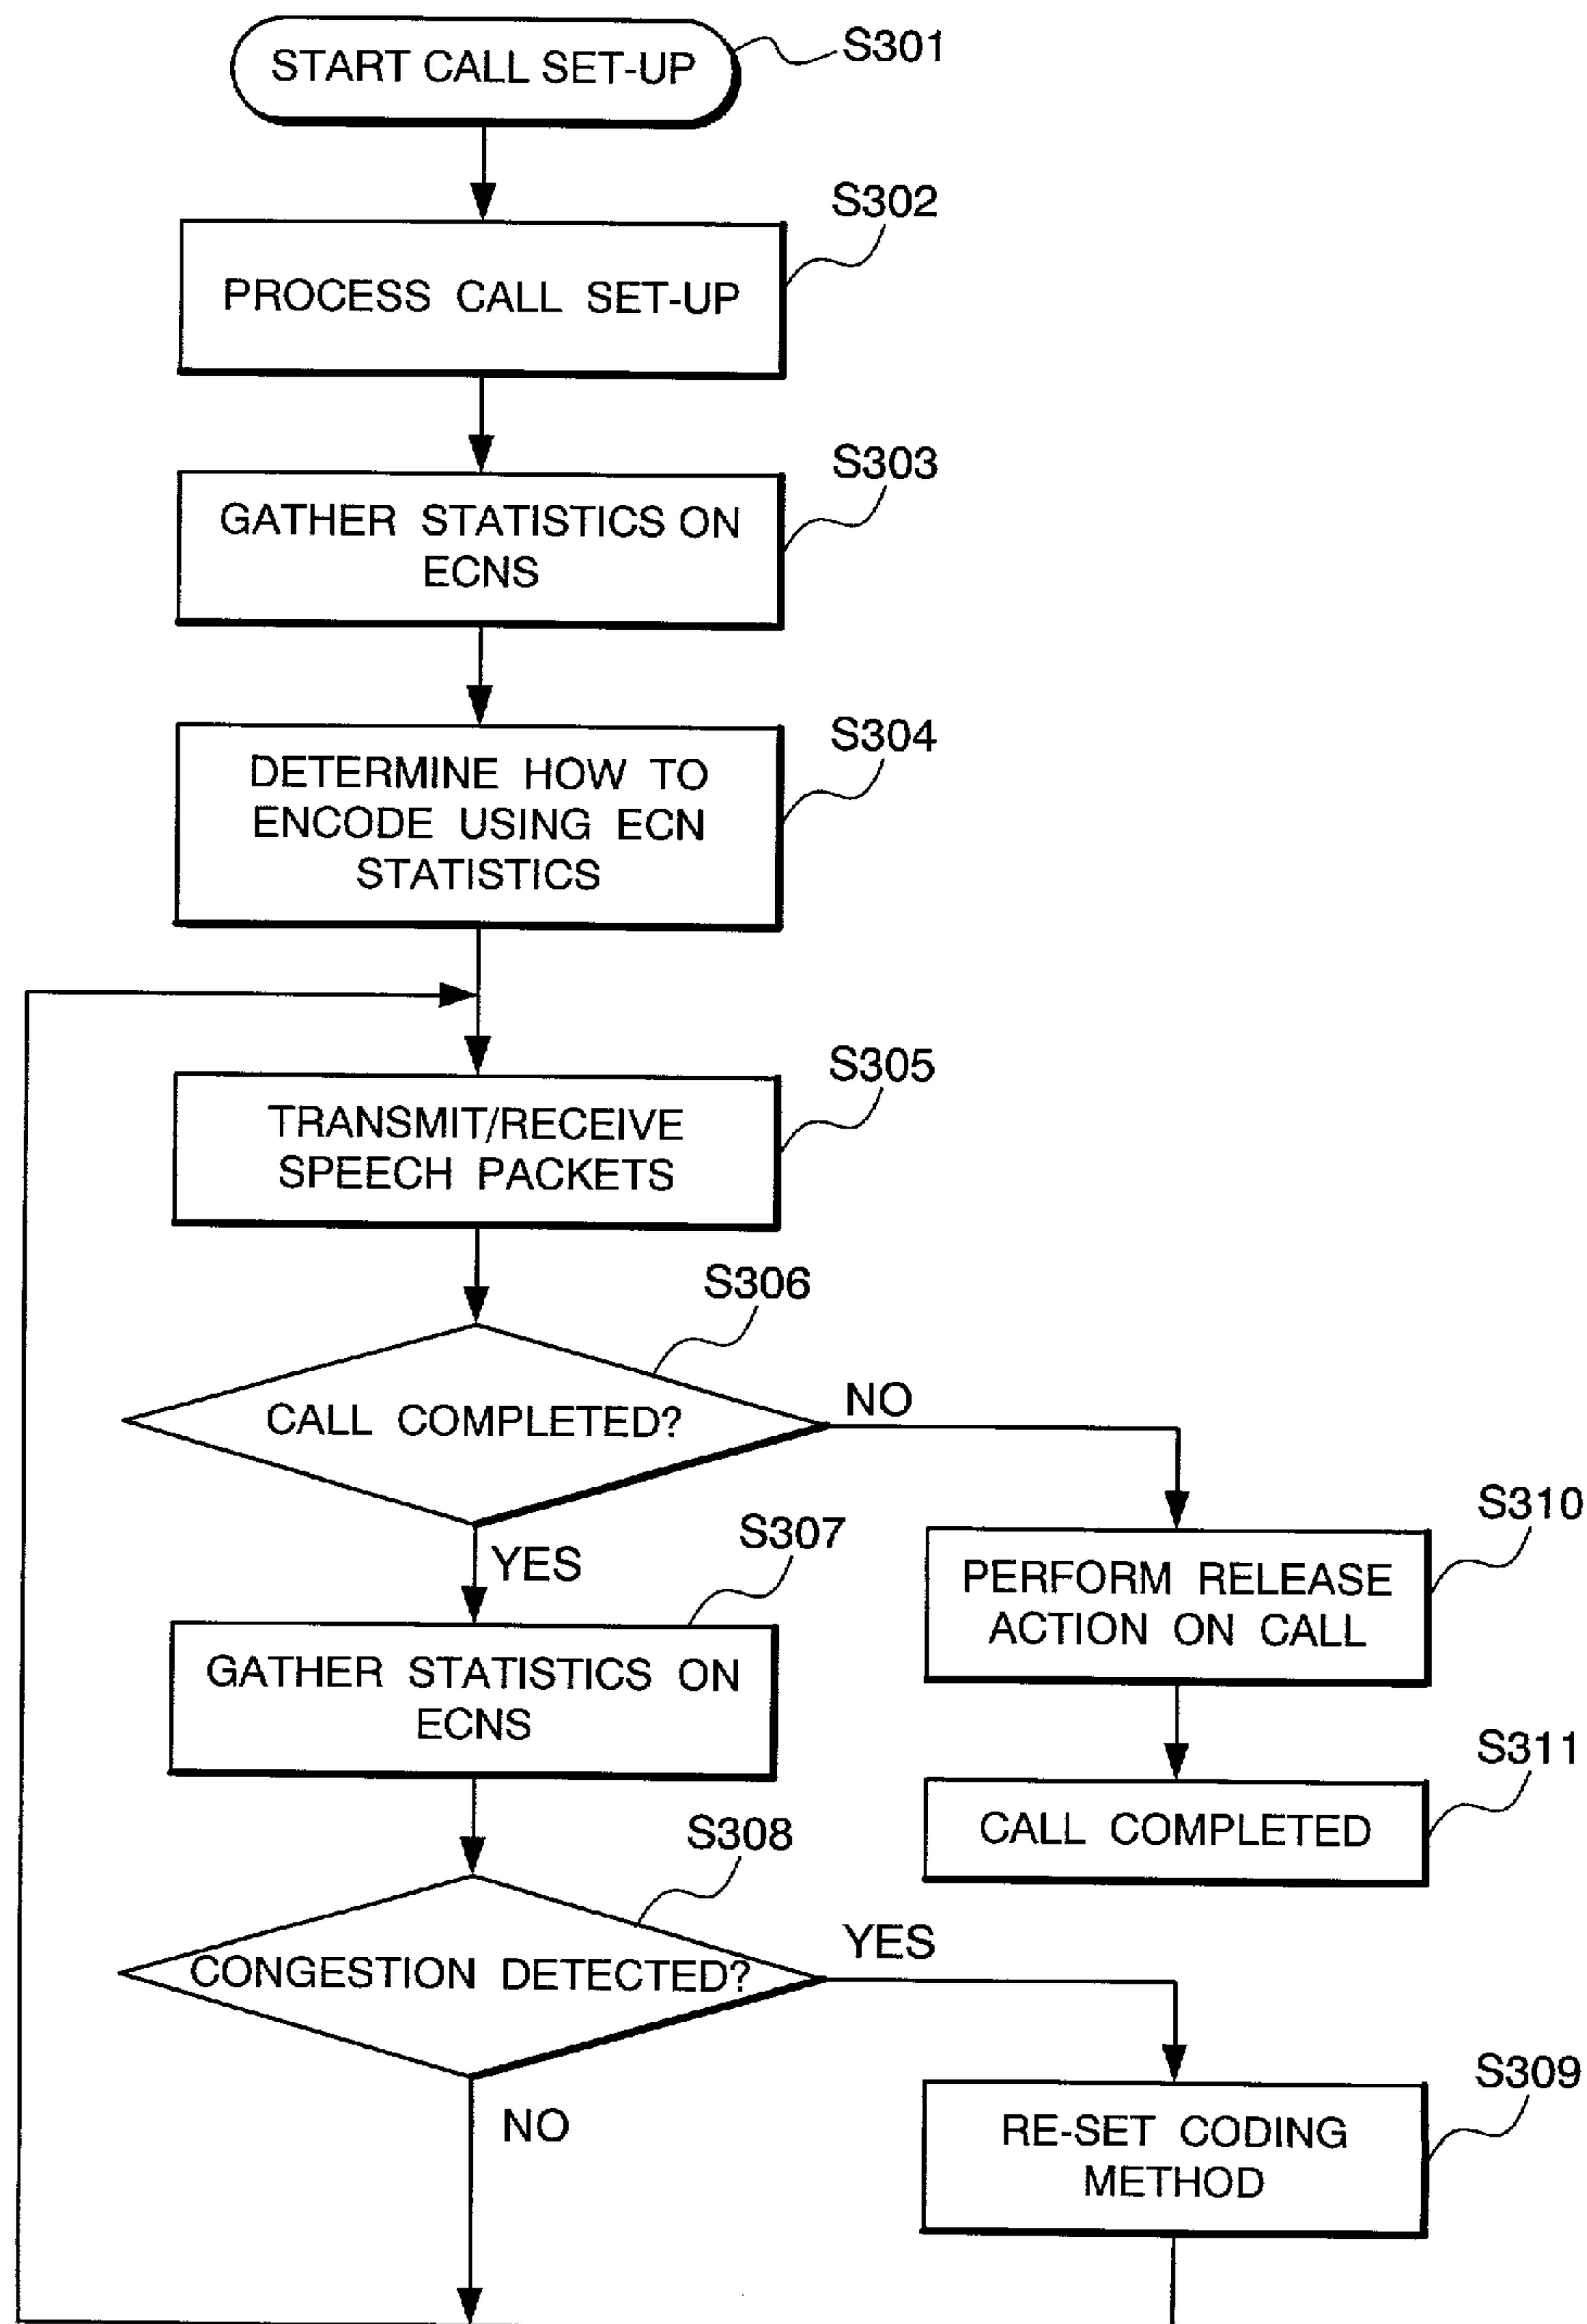 START CALL SET-UP
S301
S302
PROCESS CALL SET-UP
S303
GATHER STATISTICS ON
ECNS
S304
DETERMINE HOW TO
ENCODE USING ECN
STATISTICS
S305
TRANSMIT/RECEIVE
SPEECH PACKETS
S306
CALL COMPLETED?
NO
YES
S307
GATHER STATISTICS ON
ECNS
S310
PERFORM RELEASE
ACTION ON CALL
S311
CALL COMPLETED
S308
CONGESTION DETECTED?
YES
NO
S309
RE-SET CODING
METHOD